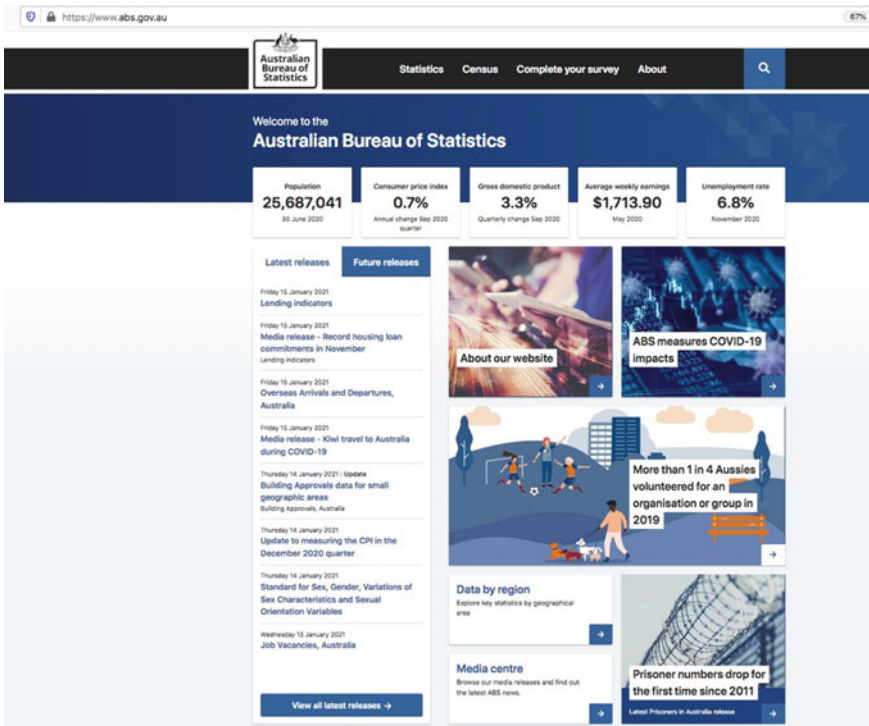 https://www.abs.gov.au
67%
Australian
Bureau of
Statistics
Statistics
Census
Complete your survey
About
Welcome to the
Australian Bureau of Statistics
Population
25,687,041
30 June 2020
Consumer price index
0.7%
Annual change Sep 2020
quarter
Gross domestic product
3.3%
Quarterly change Sep 2020
Average weekly earnings
$1,713.90
May 2020
Unemployment rate
6.8%
November 2020
Latest releases
Future releases
Friday 15 January 2021
Lending indicators
Friday 15 January 2021
Media release - Record housing loan
commitments in November
Lending indicators
Friday 15 January 2021
Overseas Arrivals and Departures,
Australia
Friday 15 January 2021
Media release - Kiwi travel to Australia
during COVID-19
Thursday 14 January 2021 | Update
Building Approvals data for small
geographic areas
Building Approvals, Australia
Thursday 14 January 2021
Update to measuring the CPI in the
December 2020 quarter
Thursday 14 January 2021
Standard for Sex, Gender, Variations of
Sex Characteristics and Sexual
Orientation Variables
Wednesday 13 January 2021
Job Vacancies, Australia
View all latest releases →
About our website
ABS measures COVID-19
impacts
More than 1 in 4 Aussies
volunteered for an
organisation or group in
2019
Data by region
Explore key statistics by geographical
area
Media centre
Browse our media releases and find out
the latest ABS news.
Prisoner numbers drop for
the first time since 2011
Latest Prisoners in Australia release